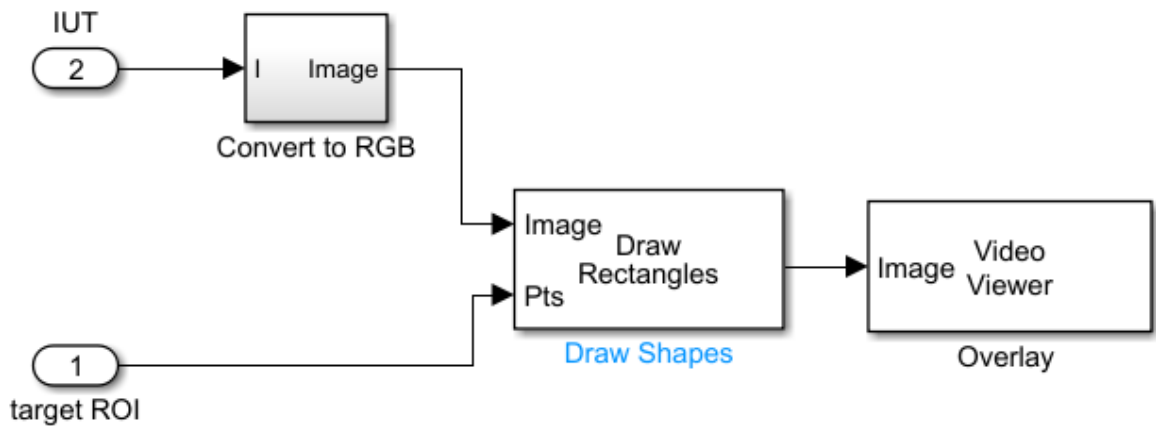 IUT
2
I Image
Convert to RGB
Image
Draw
Rectangles
Pts
Draw Shapes
Image
Video
Viewer
Overlay
1
target ROI